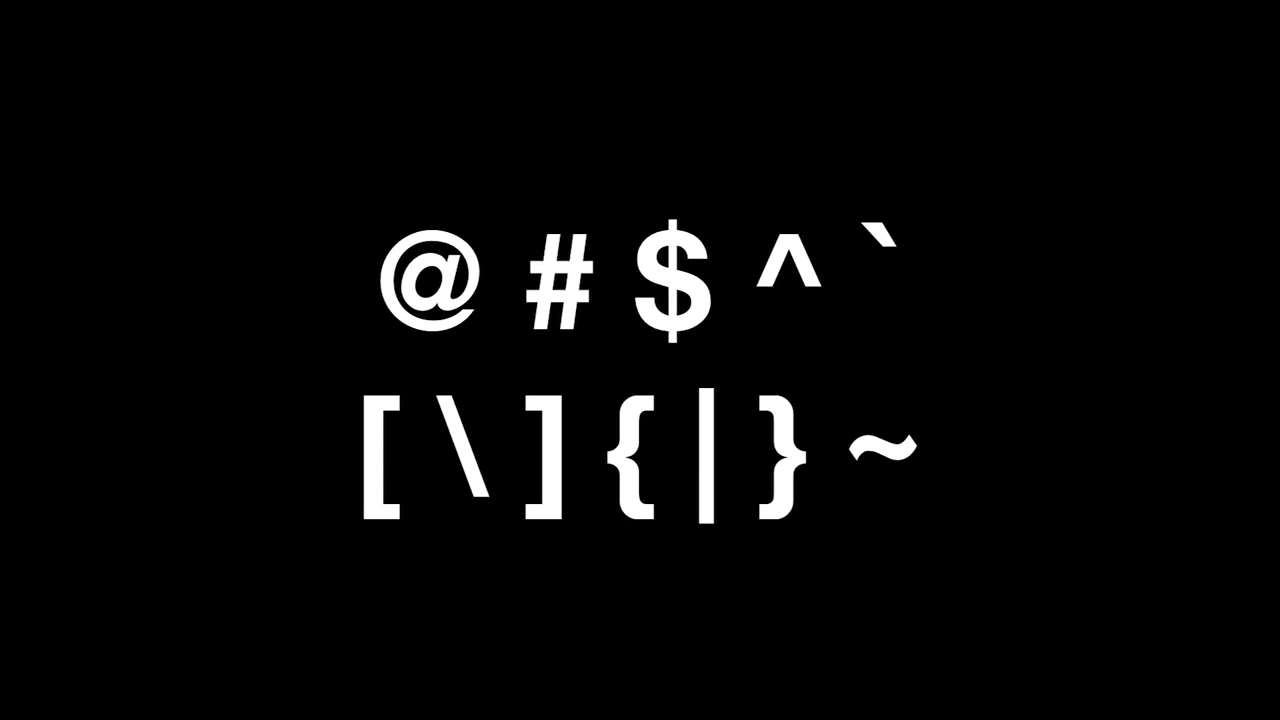 @ # $ ^ `
[ \ ] { | } ~